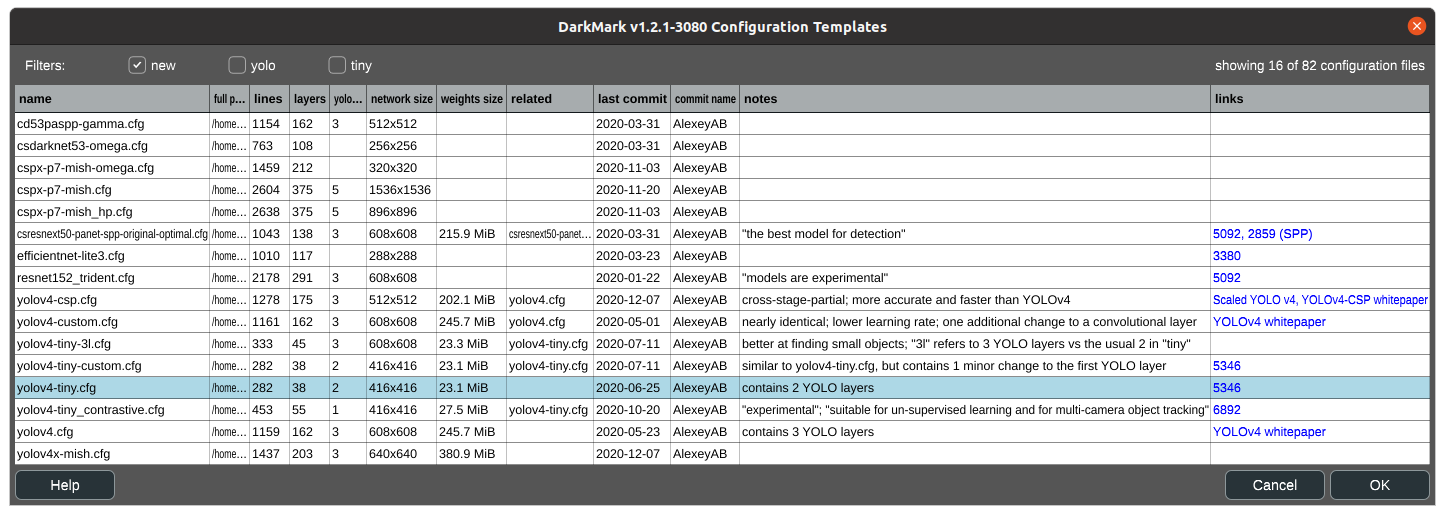 DarkMark v1.2.1-3080 Configuration Templates
Filters: new yolo tiny showing 16 of 82 configuration files
name full p... lines layers yolo... network size weights size related last commit commit name notes links
cd53paspp-gamma.cfg /home... 1154 162 3 512x512 2020-03-31 AlexeyAB
csdarknet53-omega.cfg /home... 763 108 256x256 2020-03-31 AlexeyAB
cspx-p7-mish-omega.cfg /home... 1459 212 320x320 2020-11-03 AlexeyAB
cspx-p7-mish.cfg /home... 2604 375 5 1536x1536 2020-11-20 AlexeyAB
cspx-p7-mish_hp.cfg /home... 2638 375 5 896x896 2020-11-03 AlexeyAB
csresnext50-panet-spp-original-optimal.cfg /home... 1043 138 3 608x608 215.9 MiB csresnext50-panet... 2020-03-31 AlexeyAB "the best model for detection" 5092, 2859 (SPP)
efficientnet-lite3.cfg /home... 1010 117 288x288 2020-03-23 AlexeyAB 3380
resnet152_trident.cfg /home... 2178 291 3 608x608 2020-01-22 AlexeyAB "models are experimental" 5092
yolov4-csp.cfg /home... 1278 175 3 512x512 202.1 MiB yolov4.cfg 2020-12-07 AlexeyAB cross-stage-partial; more accurate and faster than YOLOv4 Scaled YOLO v4, YOLOv4-CSP whitepaper
yolov4-custom.cfg /home... 1161 162 3 608x608 245.7 MiB yolov4.cfg 2020-05-01 AlexeyAB nearly identical; lower learning rate; one additional change to a convolutional layer YOLOv4 whitepaper
yolov4-tiny-3l.cfg /home... 333 45 3 608x608 23.3 MiB yolov4-tiny.cfg 2020-07-11 AlexeyAB better at finding small objects; "3l" refers to 3 YOLO layers vs the usual 2 in "tiny"
yolov4-tiny-custom.cfg /home... 282 38 2 416x416 23.1 MiB yolov4-tiny.cfg 2020-07-11 AlexeyAB similar to yolov4-tiny.cfg, but contains 1 minor change to the first YOLO layer 5346
yolov4-tiny.cfg /home... 282 38 2 416x416 23.1 MiB 2020-06-25 AlexeyAB contains 2 YOLO layers 5346
yolov4-tiny_contrastive.cfg /home... 453 55 1 416x416 27.5 MiB yolov4-tiny.cfg 2020-10-20 AlexeyAB "experimental"; "suitable for un-supervised learning and for multi-camera object tracking" 6892
yolov4.cfg /home... 1159 162 3 608x608 245.7 MiB 2020-05-23 AlexeyAB contains 3 YOLO layers YOLOv4 whitepaper
yolov4x-mish.cfg /home... 1437 203 3 640x640 380.9 MiB 2020-12-07 AlexeyAB
Help Cancel OK